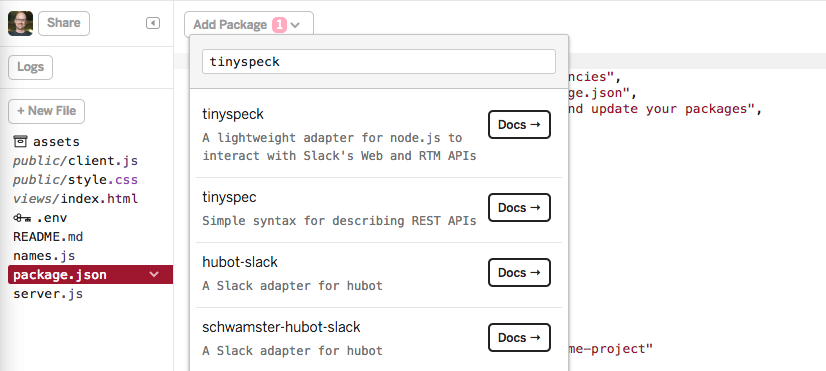 Share
Add Package 1
Logs
+ New File
assets
public/client.js
public/style.css
views/index.html
.env
README.md
names.js
package.json
server.js
tinyspeck
tinyspeck
A lightweight adapter for node.js to
interact with Slack's Web and RTM APIs
Docs →
tinyspec
Simple syntax for describing REST APIs
Docs →
hubot-slack
A Slack adapter for hubot
Docs →
schwamster-hubot-slack
A Slack adapter for hubot
Docs →
ncies",
ge.json",
nd update your packages",
me-project"